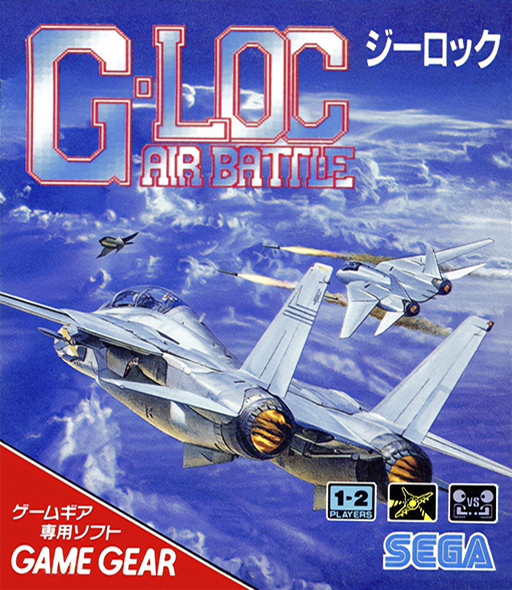 G-LOC
ジーロック
AIR BATTLE
1-2
PLAYERS
VS
ゲームギア
専用ソフト
GAME GEAR
SEGA